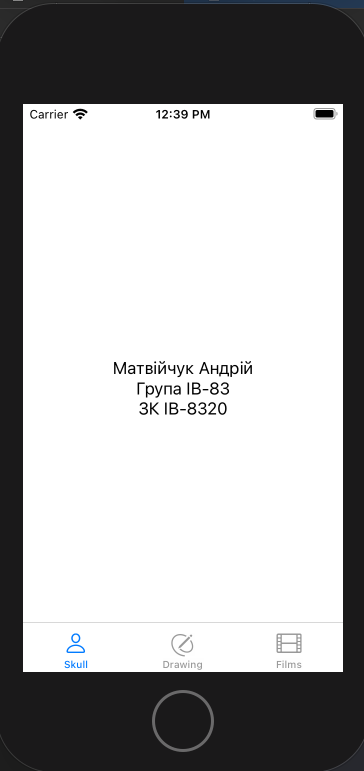 Carrier 12:39 PM
Матвійчук Андрій
Група ІВ-83
ЗК ІВ-8320
Skull Drawing Films